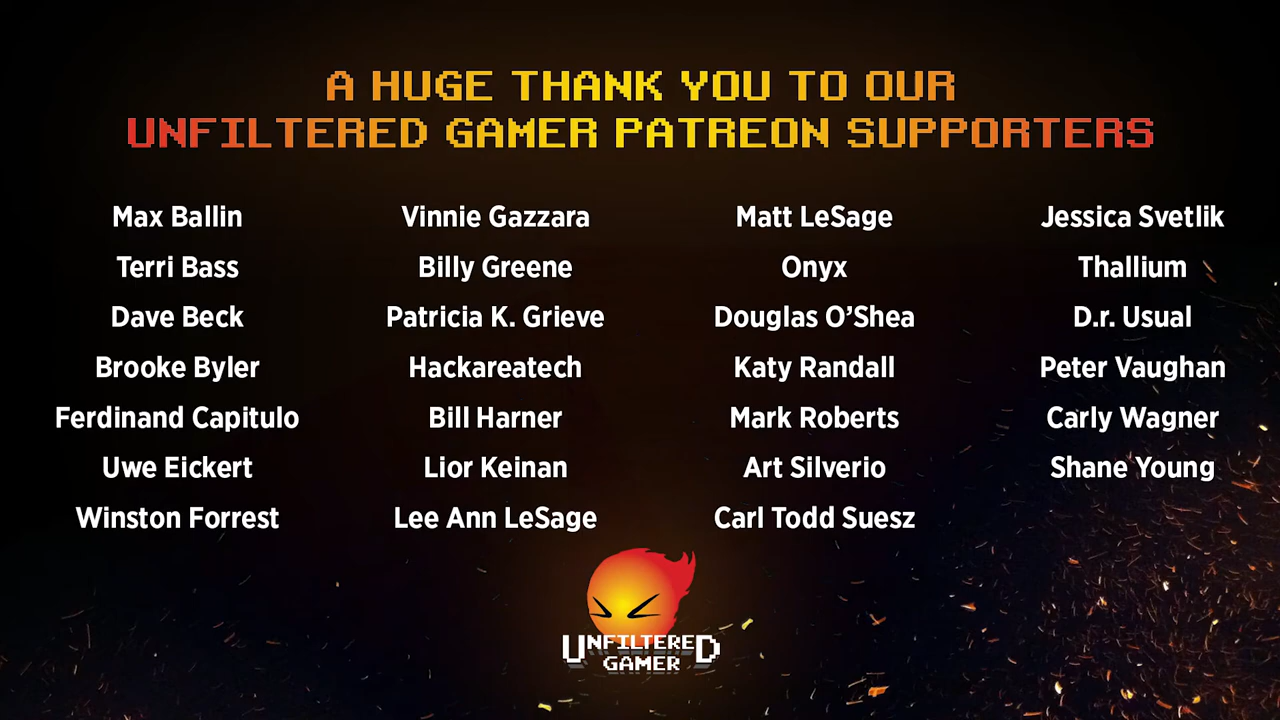 A HUGE THANK YOU TO OUR
UNFILTERED GAMER PATREON SUPPORTERS
Max Ballin
Terri Bass
Dave Beck
Brooke Byler
Ferdinand Capitulo
Uwe Eickert
Winston Forrest
Vinnie Gazzara
Billy Greene
Patricia K. Grieve
Hackareatech
Bill Harner
Lior Keinan
Lee Ann LeSage
Matt LeSage
Onyx
Douglas O’Shea
Katy Randall
Mark Roberts
Art Silverio
Carl Todd Suesz
Jessica Svetlik
Thallium
D.r. Usual
Peter Vaughan
Carly Wagner
Shane Young
UNFILTERED
GAMER